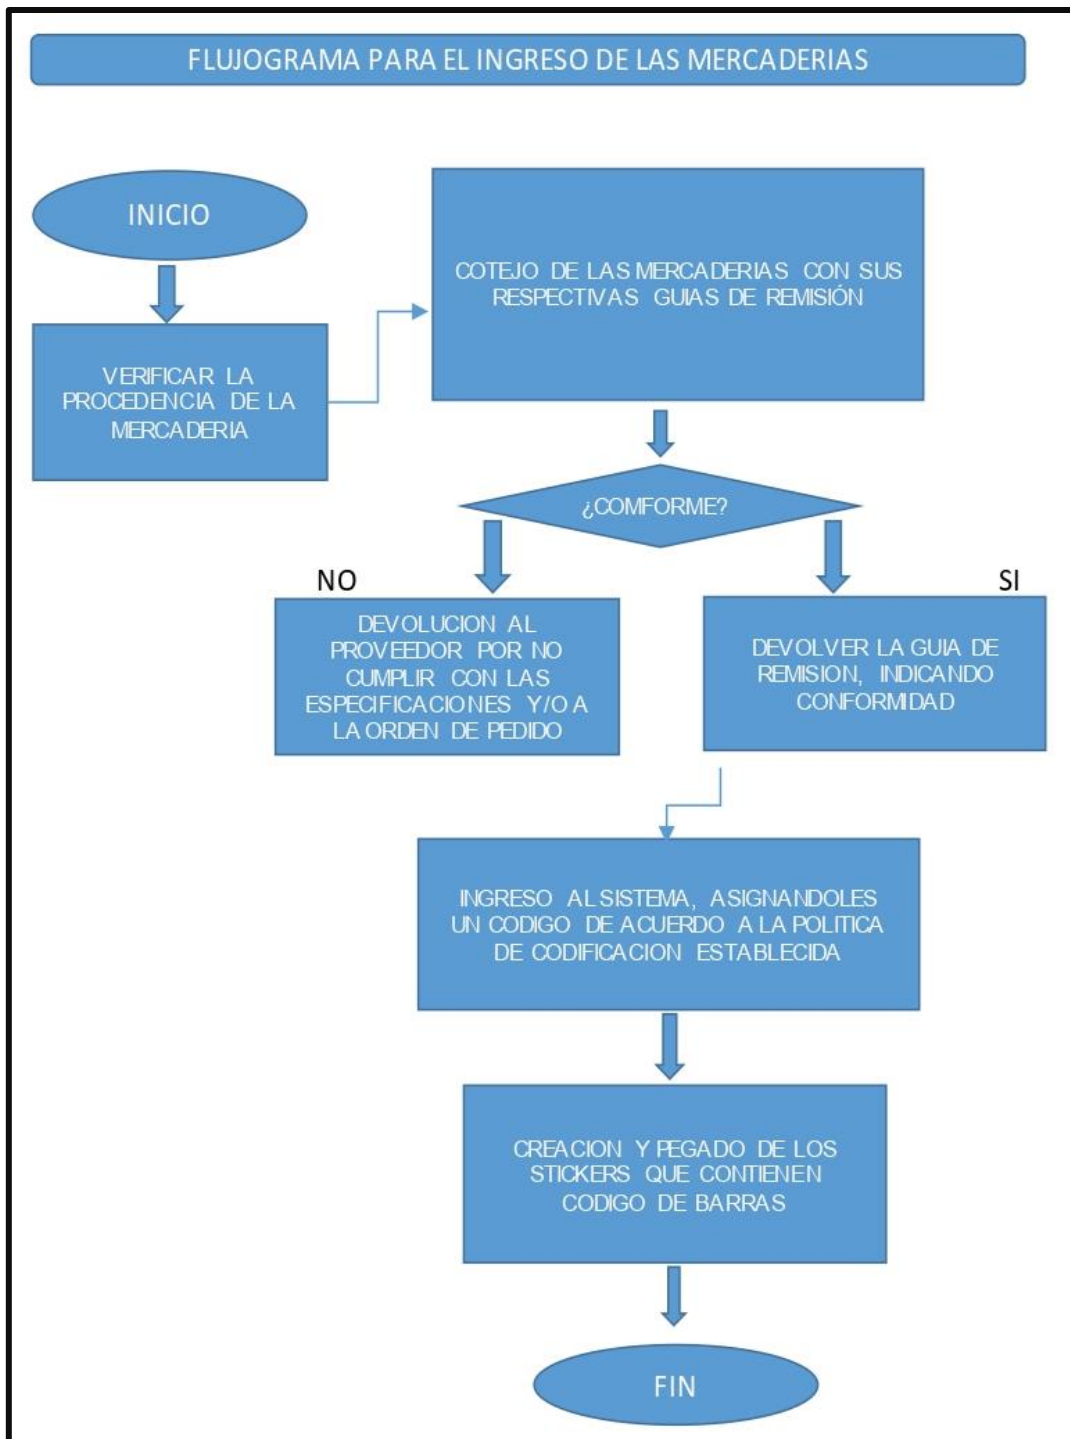 FLUJOGRAMA PARA EL INGRESO DE LAS MERCADERIAS
INICIO
VERIFICAR LA
PROCEDENCIA DE LA
MERCADERIA
COTEJO DE LAS MERCADERIAS CON SUS
RESPECTIVAS GUIAS DE REMISIÓN
¿COMFORME?
NO
SI
DEVOLUCION AL
PROVEEDOR POR NO
CUMPLIR CON LAS
ESPECIFICACIONES Y/O A
LA ORDEN DE PEDIDO
DEVOLVER LA GUIA DE
REMISION, INDICANDO
CONFORMIDAD
INGRESO AL SISTEMA, ASIGNANDOLES
UN CODIGO DE ACUERDO A LA POLITICA
DE CODIFICACION ESTABLECIDA
CREACION Y PEGADO DE LOS
STICKERS QUE CONTIENEN
CODIGO DE BARRAS
FIN